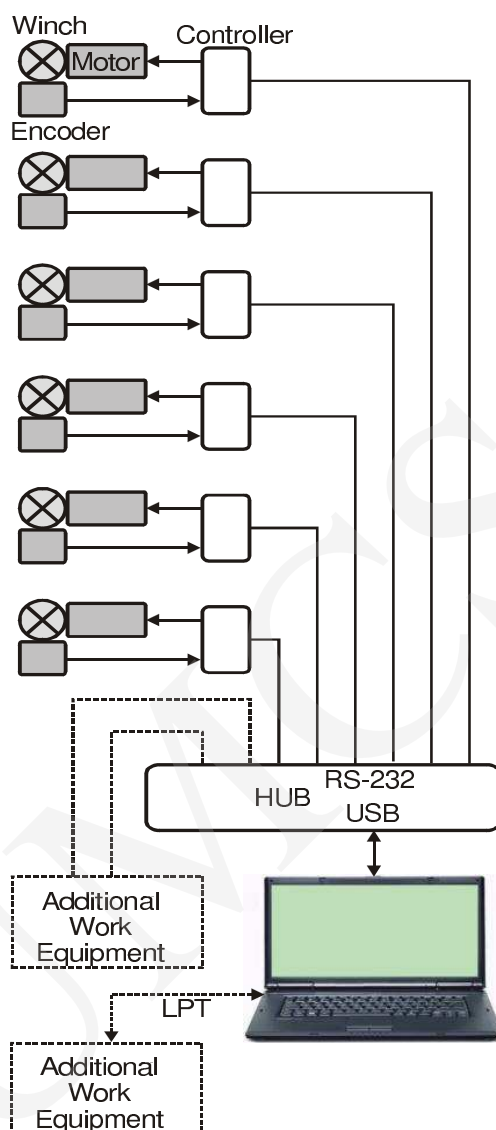 Winch
Controller
Motor
Encoder
RS-232
HUB
USB
Additional
Work
Equipment
LPT
Additional
Work
Equipment